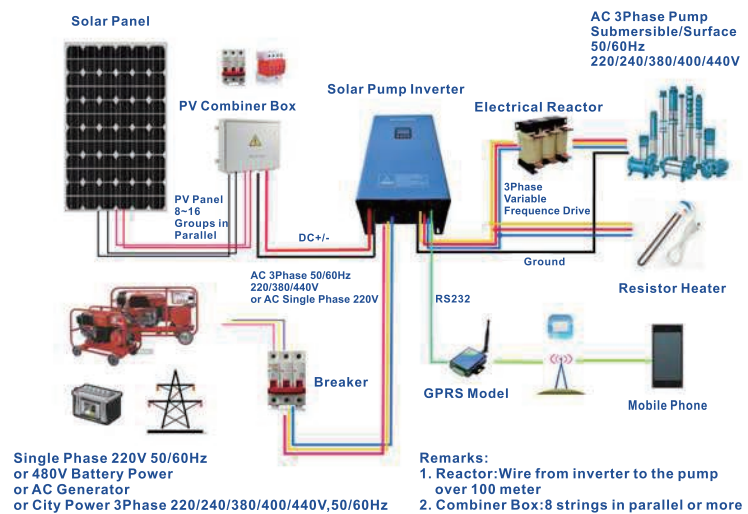 Solar Panel
AC 3Phase Pump
Submersible/Surface
50/60Hz
220/240/380/400/440V
Solar Pump Inverter
PV Combiner Box
Electrical Reactor
PV Panel
8~16
Groups in
Parallel
3Phase
Variable
Frequence Drive
DC+/-
Ground
AC 3Phase 50/60Hz
220/380/440V
or AC Single Phase 220V
RS232
Resistor Heater
Breaker
GPRS Model
Mobile Phone
Single Phase 220V 50/60Hz
or 480V Battery Power
or AC Generator
or City Power 3Phase 220/240/380/400/440V,50/60Hz
Remarks:
1. Reactor:Wire from inverter to the pump
over 100 meter
2. Combiner Box:8 strings in parallel or more